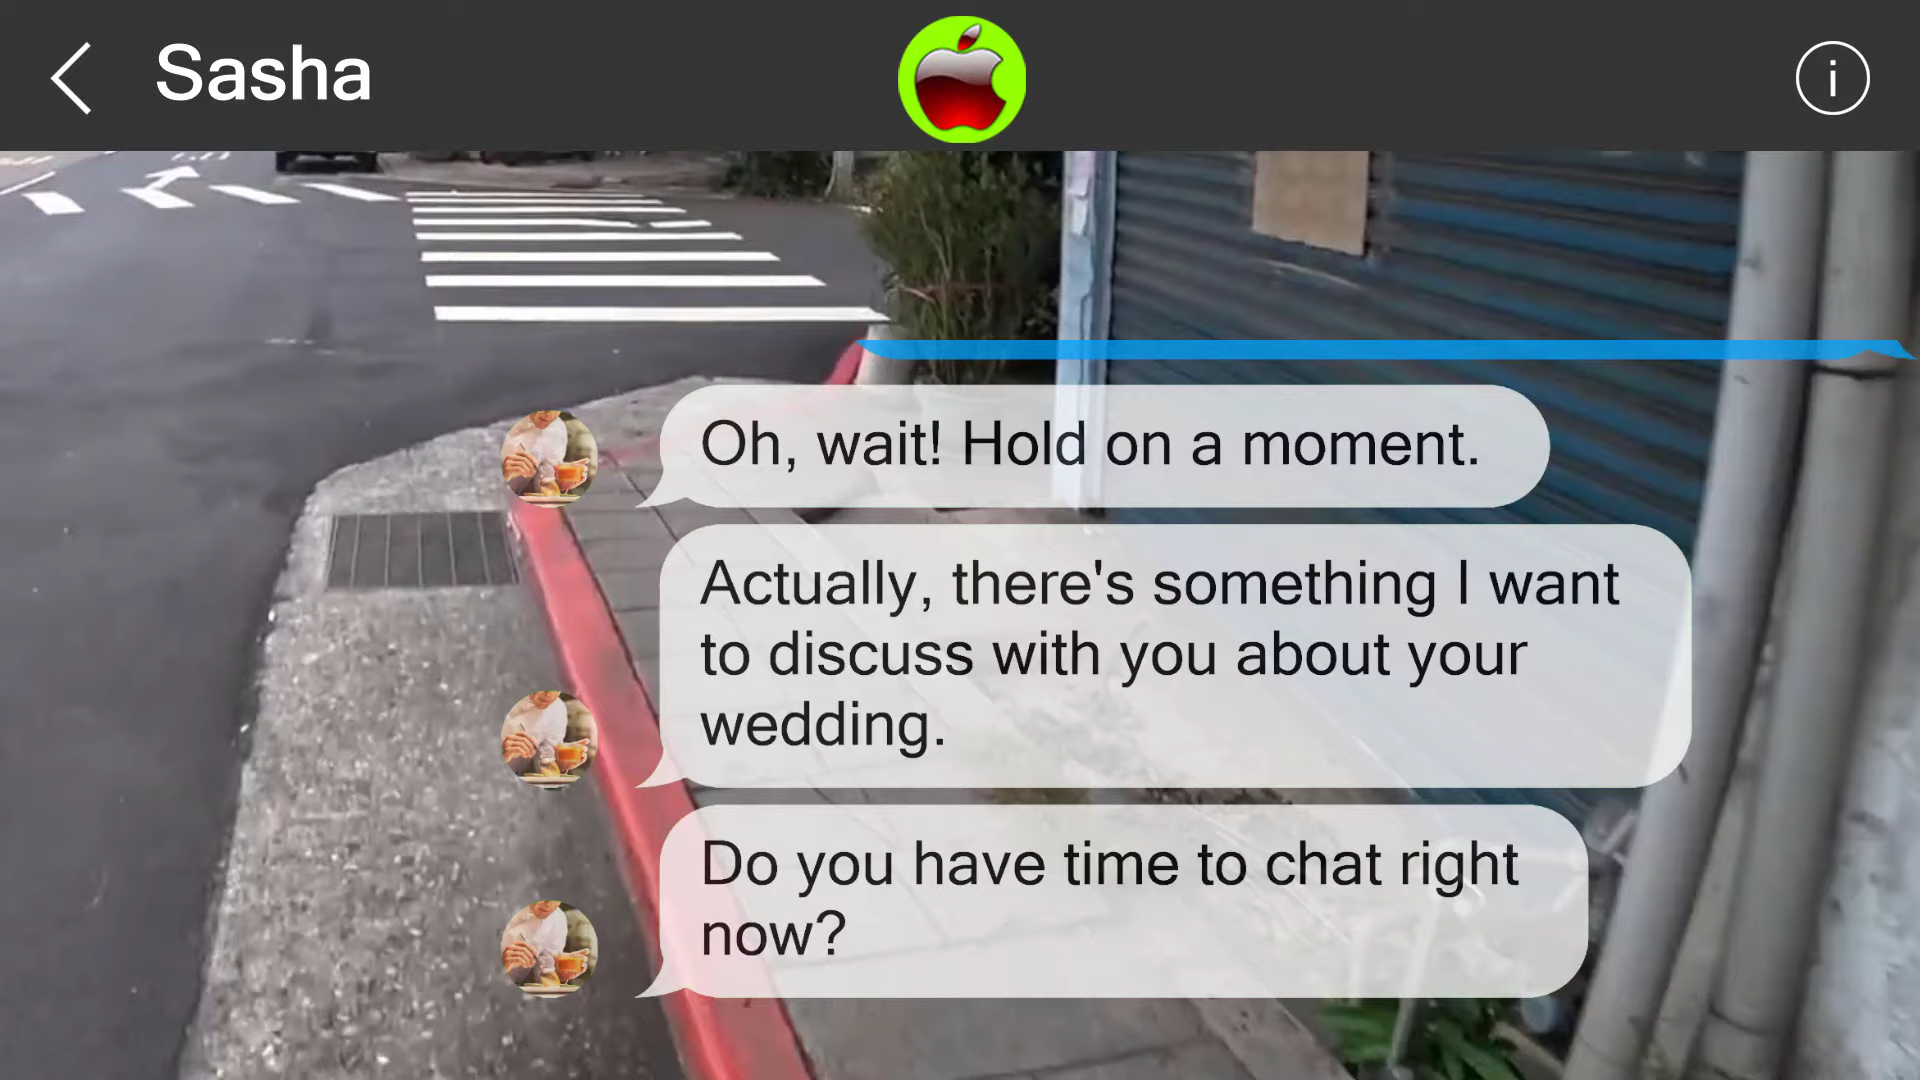 Sasha
Oh, wait! Hold on a moment.
Actually, there's something I want
to discuss with you about your
wedding.
Do you have time to chat right
now?